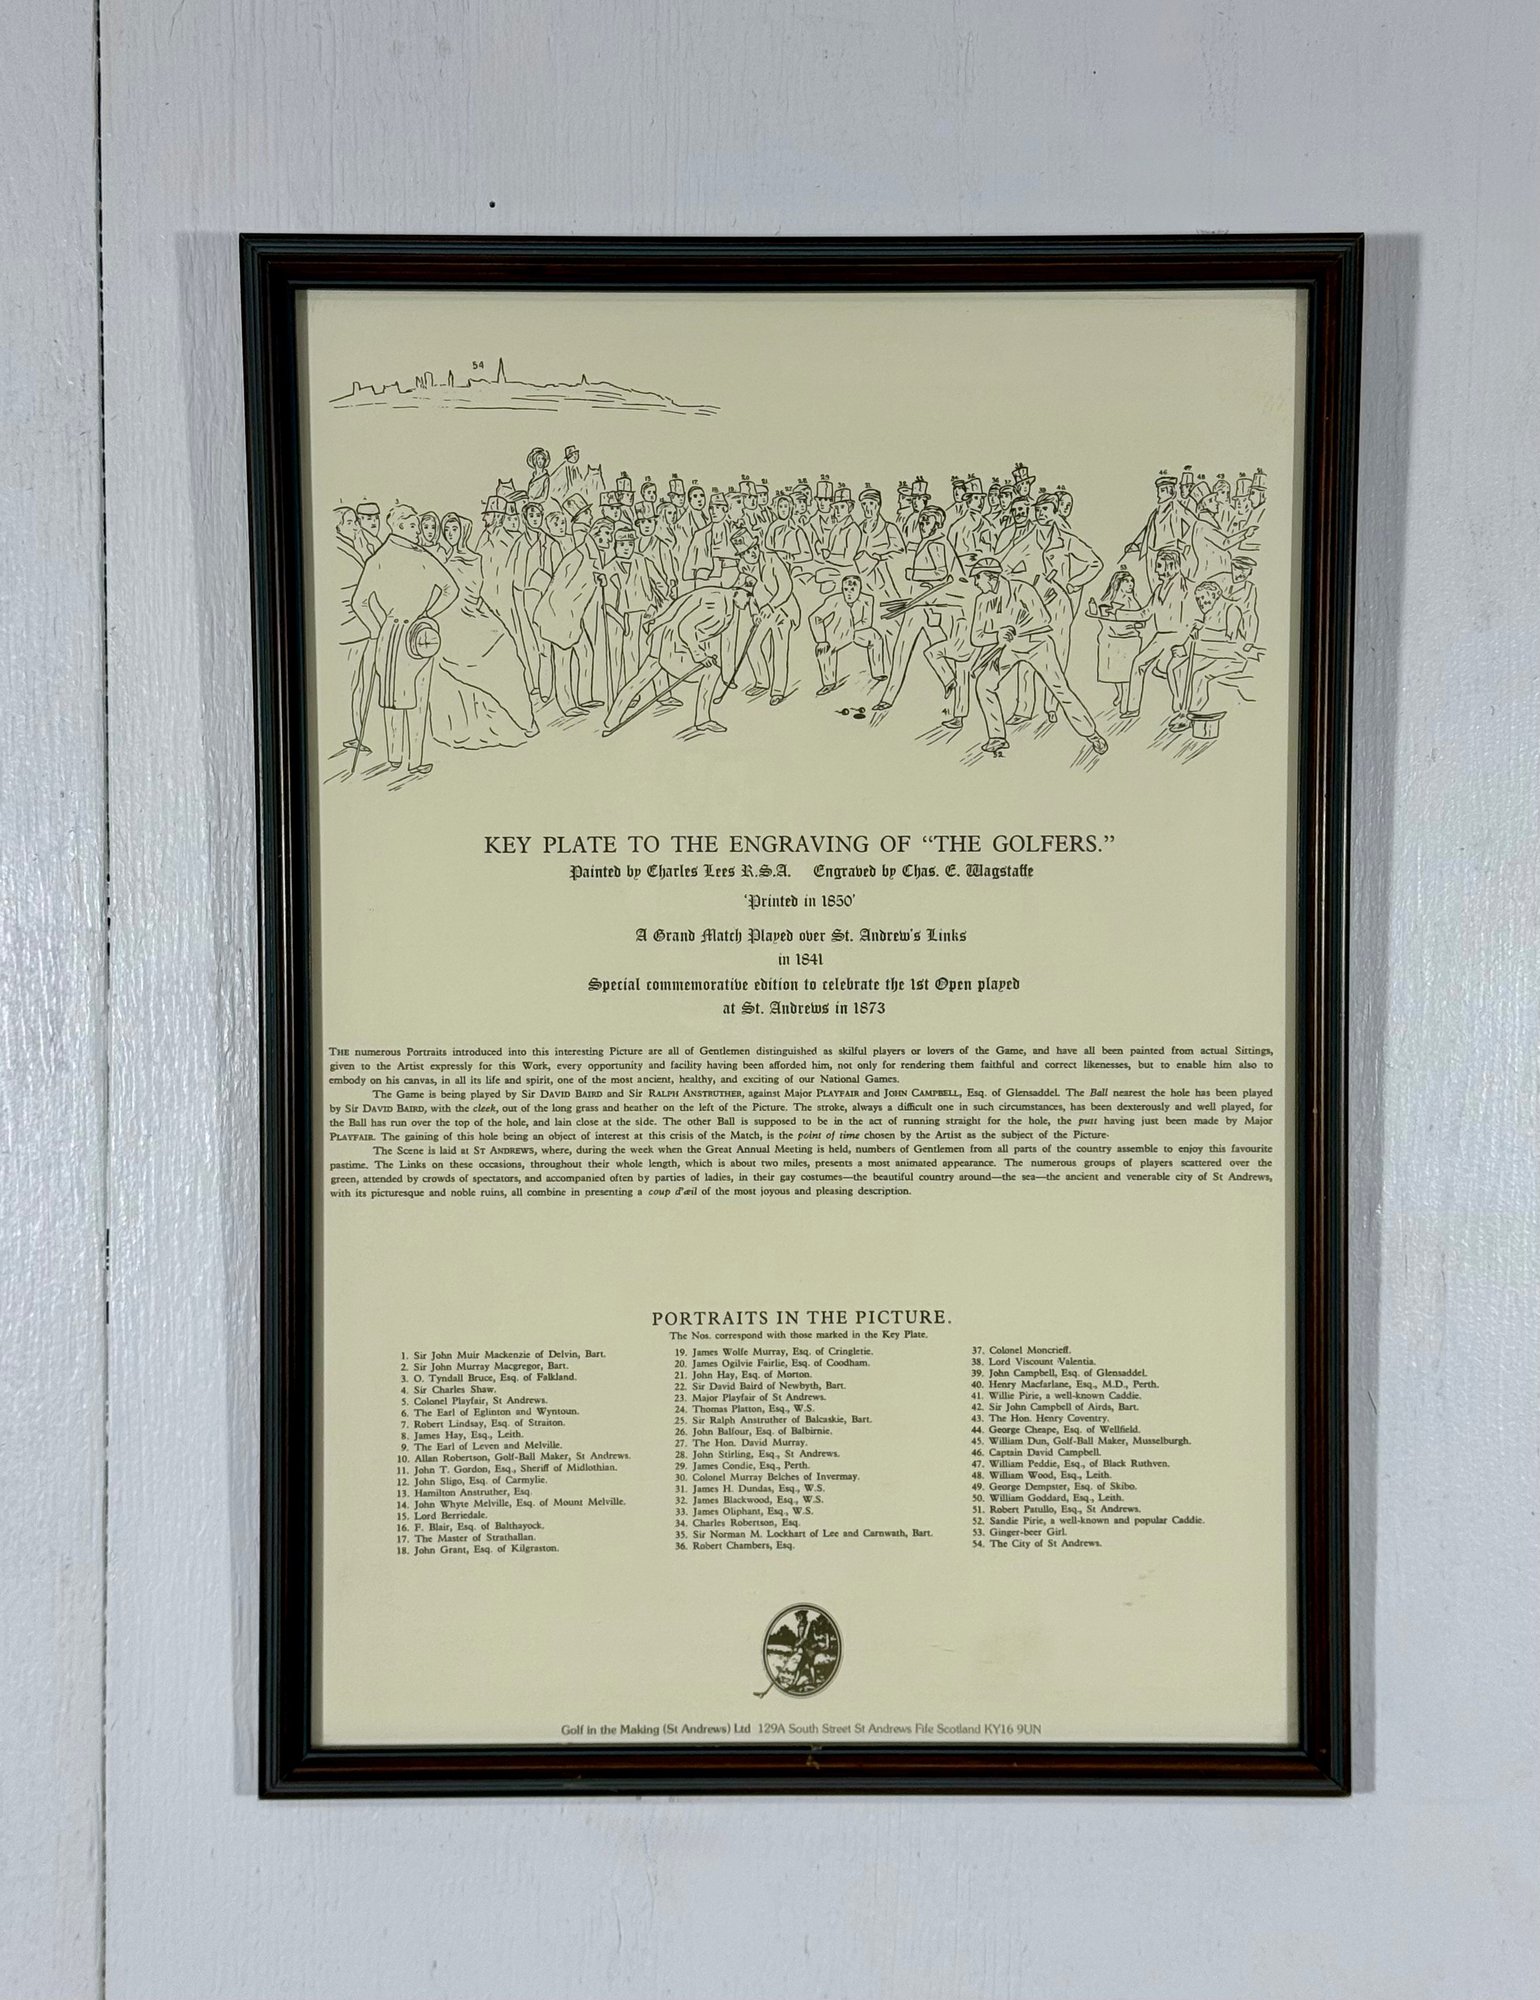 54
KEY PLATE TO THE ENGRAVING OF “THE GOLFERS.”
Painted by Charles Lees R.S.A. Engraved by Chas. E. Wagstaffe
‘Printed in 1850’
A Grand Match Played over St. Andrew's Links
in 1841
Special commemorative edition to celebrate the 1st Open played
at St. Andrews in 1873
THE numerous Portraits introduced into this interesting Picture are all of Gentlemen distinguished as skilful players or lovers of the Game, and have all been painted from actual Sittings,
given to the Artist expressly for this Work, every opportunity and facility having been afforded him, not only for rendering them faithful and correct likenesses, but to enable him also to
embody on his canvas, in all its life and spirit, one of the most ancient, healthy, and exciting of our National Games.
The Game is being played by Sir DAVID BAIRD and Sir RALPH ANSTRUTHER, against Major PLAYFAIR and JOHN CAMPBELL, Esq. of Glensaddel. The Ball nearest the hole has been played
by Sir DAVID BAIRD, with the cleek, out of the long grass and heather on the left of the Picture. The stroke, always a difficult one in such circumstances, has been dexterously and well played, for
the Ball has run over the top of the hole, and lain close at the side. The other Ball is supposed to be in the act of running straight for the hole, the putt having just been made by Major
PLAYFAIR. The gaining of this hole being an object of interest at this crisis of the Match, is the point of time chosen by the Artist as the subject of the Picture.
The Scene is laid at ST ANDREWS, where, during the week when the Great Annual Meeting is held, numbers of Gentlemen from all parts of the country assemble to enjoy this favourite
pastime. The Links on these occasions, throughout their whole length, which is about two miles, presents a most animated appearance. The numerous groups of players scattered over the
green, attended by crowds of spectators, and accompanied often by parties of ladies, in their gay costumes—the beautiful country around—the sea—the ancient and venerable city of St Andrews,
with its picturesque and noble ruins, all combine in presenting a coup d'œil of the most joyous and pleasing description.
PORTRAITS IN THE PICTURE.
The Nos. correspond with those marked in the Key Plate.
1. Sir John Muir Mackenzie of Delvin, Bart.
2. Sir John Murray Macgregor, Bart.
3. O. Tyndall Bruce, Esq. of Falkland.
4. Sir Charles Shaw.
5. Colonel Playfair, St Andrews.
6. The Earl of Eglinton and Wyntoun.
7. Robert Lindsay, Esq. of Straiton.
8. James Hay, Esq., Leith.
9. The Earl of Leven and Melville.
10. Allan Robertson, Golf-Ball Maker, St Andrews.
11. John T. Gordon, Esq., Sheriff of Midlothian.
12. John Sligo, Esq. of Carmylie.
13. Hamilton Anstruther, Esq.
14. John Whyte Melville, Esq. of Mount Melville.
15. Lord Berriedale.
16. F. Blair, Esq. of Balthayock.
17. The Master of Strathallan.
18. John Grant, Esq. of Kilgraston.
19. James Wolfe Murray, Esq. of Cringletie.
20. James Ogilvie Fairlie, Esq. of Coodham.
21. John Hay, Esq. of Morton.
22. Sir David Baird of Newbyth, Bart.
23. Major Playfair of St Andrews.
24. Thomas Platton, Esq., W.S.
25. Sir Ralph Anstruther of Balcaskie, Bart.
26. John Balfour, Esq. of Balbirnie.
27. The Hon. David Murray.
28. John Stirling, Esq., St Andrews.
29. James Condie, Esq., Perth.
30. Colonel Murray Belches of Invermay.
31. James H. Dundas, Esq., W.S.
32. James Blackwood, Esq., W.S.
33. James Oliphant, Esq., W.S.
34. Charles Robertson, Esq.
35. Sir Norman M. Lockhart of Lee and Carnwath, Bart.
36. Robert Chambers, Esq.
37. Colonel Moncrieff.
38. Lord Viscount Valentia.
39. John Campbell, Esq. of Glensaddel.
40. Henry Macfarlane, Esq., M.D., Perth.
41. Willie Pirie, a well-known Caddie.
42. Sir John Campbell of Airds, Bart.
43. The Hon. Henry Coventry.
44. George Cheape, Esq. of Wellfield.
45. William Dun, Golf-Ball Maker, Musselburgh.
46. Captain David Campbell.
47. William Peddie, Esq., of Black Ruthven.
48. William Wood, Esq., Leith.
49. George Dempster, Esq. of Skibo.
50. William Goddard, Esq., Leith.
51. Robert Patullo, Esq., St Andrews.
52. Sandie Pirie, a well-known and popular Caddie.
53. Ginger-beer Girl.
54. The City of St Andrews.
Golf in the Making (St Andrews) Ltd 129A South Street St Andrews Fife Scotland KY16 9UN